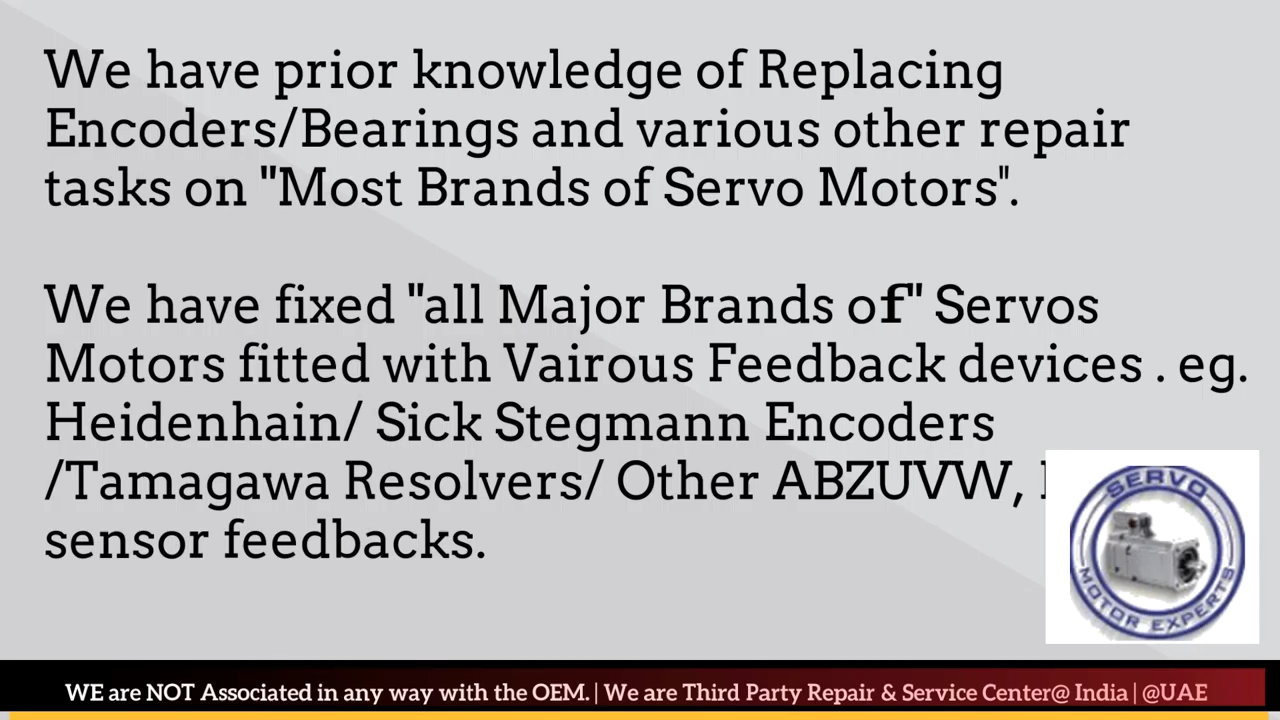 We have prior knowledge of Replacing
Encoders/Bearings and various other repair
tasks on "Most Brands of Servo Motors".
We have fixed "all Major Brands of" Servos
Motors fitted with Vairous Feedback devices . eg.
Heidenhain/ Sick Stegmann Encoders
/Tamagawa Resolvers/ Other ABZUVW,
sensor feedbacks.
SERVO
MOTOR EXPERTS
WE are NOT Associated in any way with the OEM. | We are Third Party Repair & Service Center@ India | @UAE